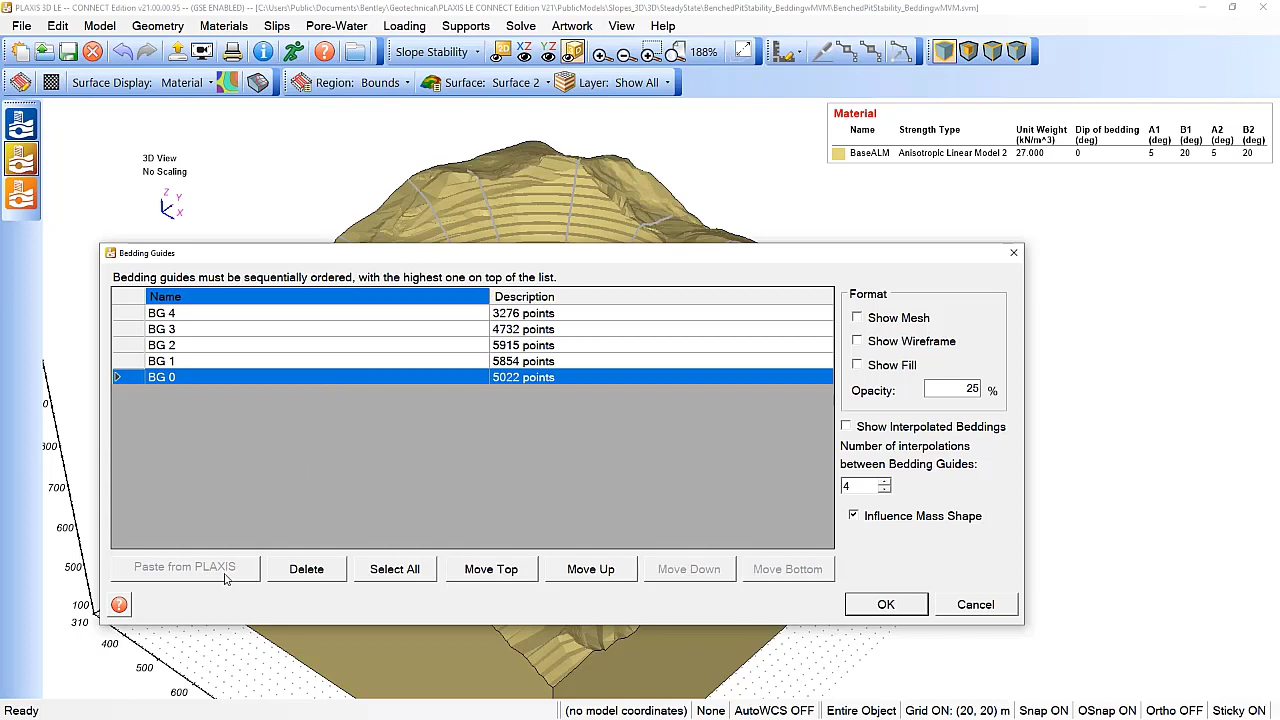 PLAXIS 3D LE -- CONNECT Edition v21.00.00.95 -- (GSE ENABLED) - [C:\Users\Public\Documents\Bentley\Geotechnical\PLAXIS LE CONNECT Edition V21\PublicModels\Slopes_3D\3D\SteadyState\BenchedPitStability_BeddingwMVM\BenchedPitStability_BeddingwMVM.svm]
File Edit Model Geometry Materials Slips Pore-Water Loading Supports Solve Artwork View Help
Slope Stability 2D XZ YZ 188%
Surface Display: Material Region: Bounds Surface: Surface 2 Layer: Show All
Material
Name Strength Type Unit Weight (kN/m^3) Dip of bedding (deg) A1 (deg) B1 (deg) A2 (deg) B2 (deg)
BaseALM Anisotropic Linear Model 2 27.000 0 5 20 5 20
3D View
No Scaling
Z Y X
Bedding Guides
Bedding guides must be sequentially ordered, with the highest one on top of the list.
Name Description
BG 4 3276 points
BG 3 4732 points
BG 2 5915 points
BG 1 5854 points
BG 0 5022 points
Format
Show Mesh
Show Wireframe
Show Fill
Opacity: 25 %
Show Interpolated Beddings
Number of interpolations
between Bedding Guides:
4
Influence Mass Shape
Paste from PLAXIS Delete Select All Move Top Move Up Move Down Move Bottom
OK Cancel
700
600
500
100
310
400
500
600
Ready (no model coordinates) None AutoWCS OFF Entire Object Grid ON: (20, 20) m Snap ON OSnap ON Ortho OFF Sticky ON